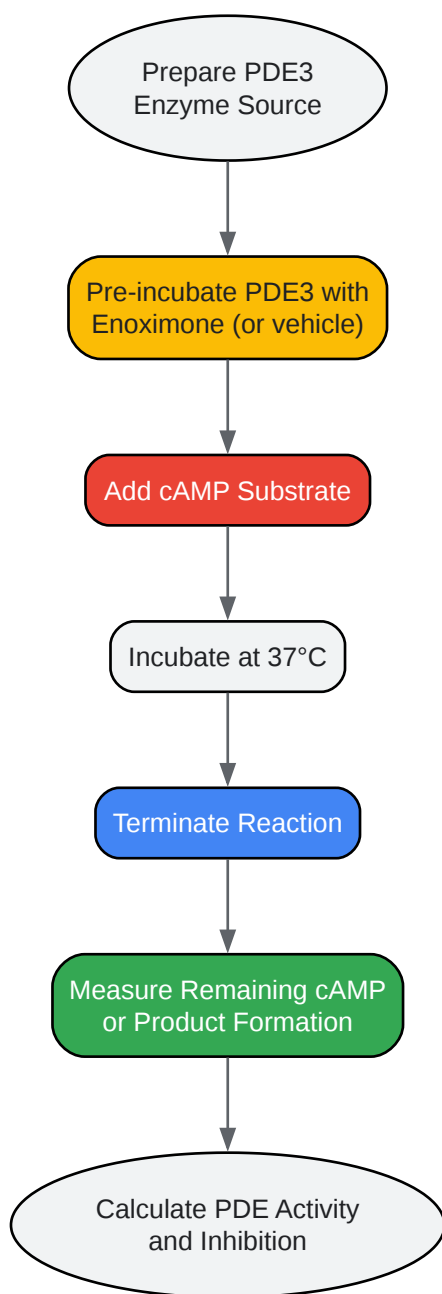 Prepare PDE3
Enzyme Source
Pre-incubate PDE3 with
Enoximone (or vehicle)
Add cAMP Substrate
Incubate at 37°C
Terminate Reaction
Measure Remaining cAMP
or Product Formation
Calculate PDE Activity
and Inhibition